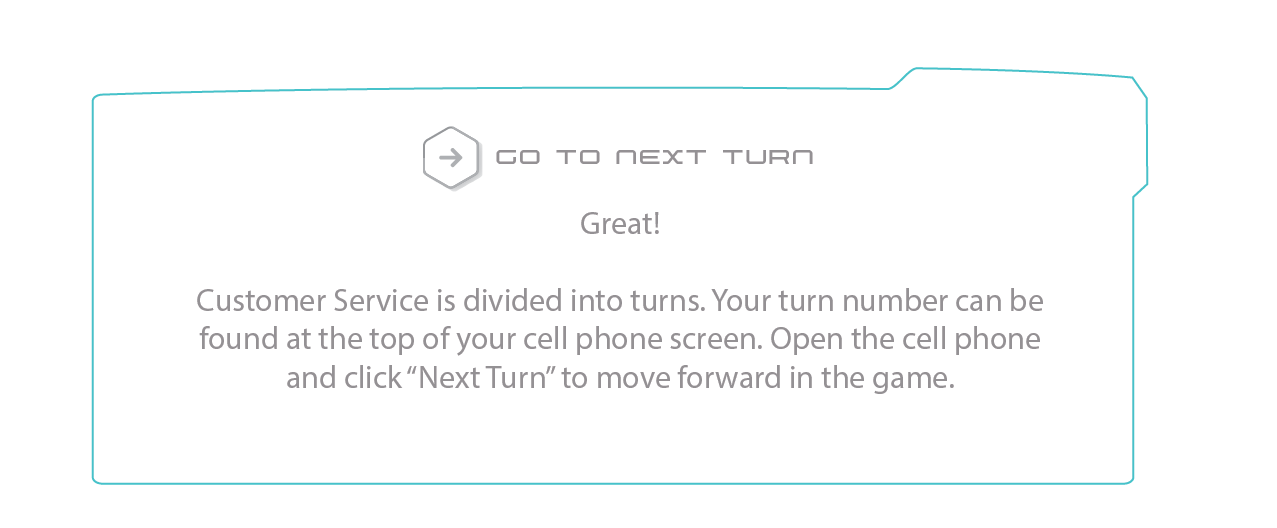 GO TO NEXT TURN
Great!
Customer Service is divided into turns. Your turn number can be
found at the top of your cell phone screen. Open the cell phone
and click “Next Turn” to move forward in the game.